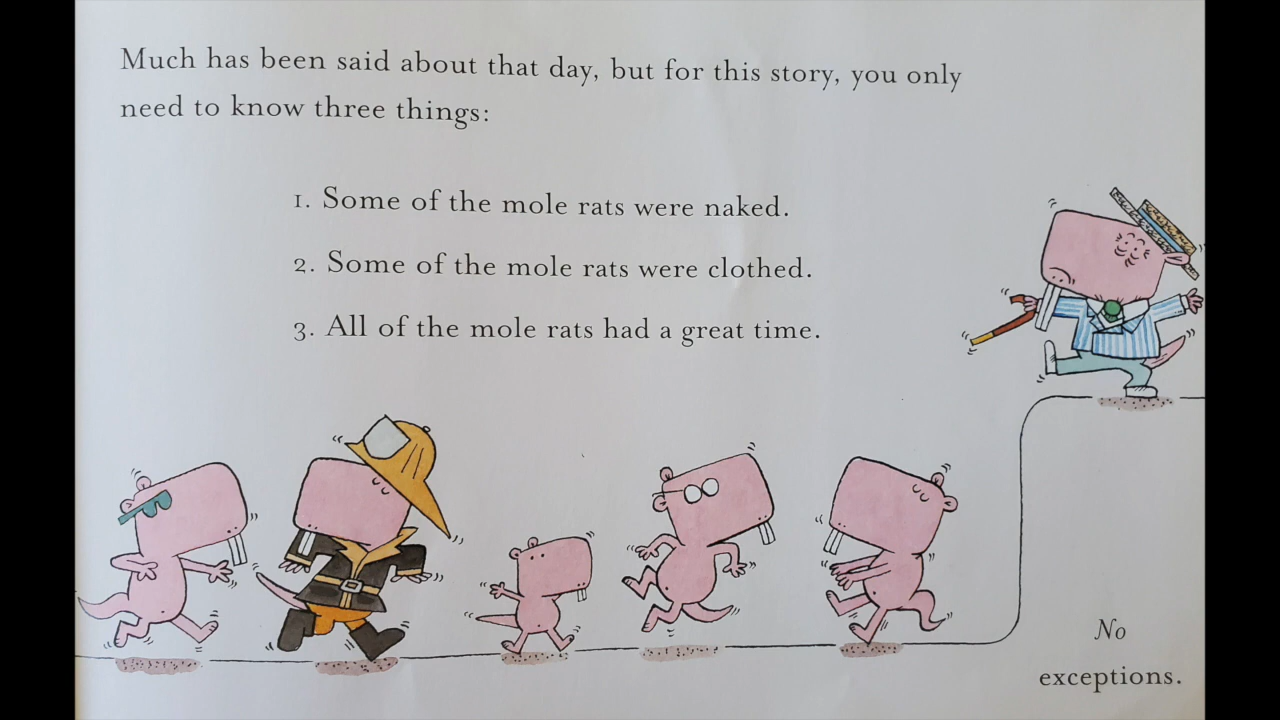 Much has been said about that day, but for this story, you only
need to know three things:
1. Some of the mole rats were naked.
2. Some of the mole rats were clothed.
3. All of the mole rats had a great time.
No
exceptions.